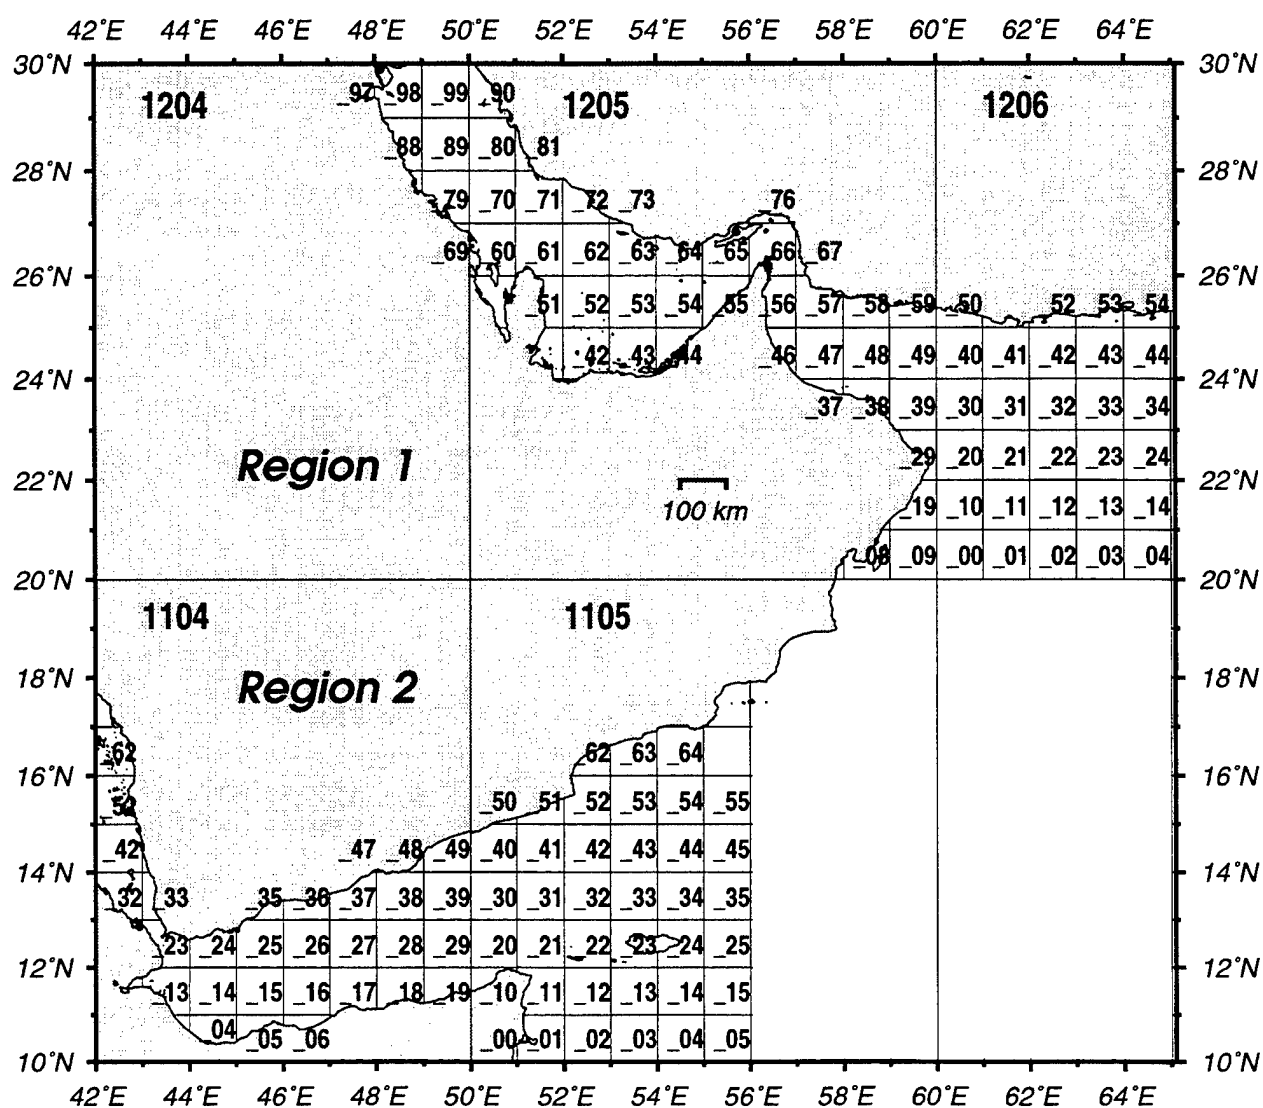 42°E 44°E 46°E 48°E 50°E 52°E 54°E 56°E 58°E 60°E 62°E 64°E
30°N 30°N
_97 _98 _99 _90
1204 1205 1206
_88 _89 _80 _81
28°N 28°N
_79 _70 _71 _72 _73 _76
_69 _60 _61 _62 _63 _64 _65 _66 _67
26°N 26°N
_51 _52 _53 _54 _55 _56 _57 _58 _59 _50 _52 _53 _54
_42 _43 _44 _46 _47 _48 _49 _40 _41 _42 _43 _44
24°N 24°N
_37 _38 _39 _30 _31 _32 _33 _34
Region 1
_29 _20 _21 _22 _23 _24
22°N 22°N
100 km
_19 _10 _11 _12 _13 _14
_08 _09 _00 _01 _02 _03 _04
20°N 20°N
1104 1105
Region 2
18°N 18°N
_62 _62 _63 _64
16°N 16°N
_52 _50 _51 _52 _53 _54 _55
_42 _47 _48 _49 _40 _41 _42 _43 _44 _45
14°N 14°N
_32 _33 _35 _36 _37 _38 _39 _30 _31 _32 _33 _34 _35
_23 _24 _25 _26 _27 _28 _29 _20 _21 _22 _23 _24 _25
12°N 12°N
_13 _14 _15 _16 _17 _18 _19 _10 _11 _12 _13 _14 _15
_04 _05 _06 _00 _01 _02 _03 _04 _05
10°N 10°N
42°E 44°E 46°E 48°E 50°E 52°E 54°E 56°E 58°E 60°E 62°E 64°E